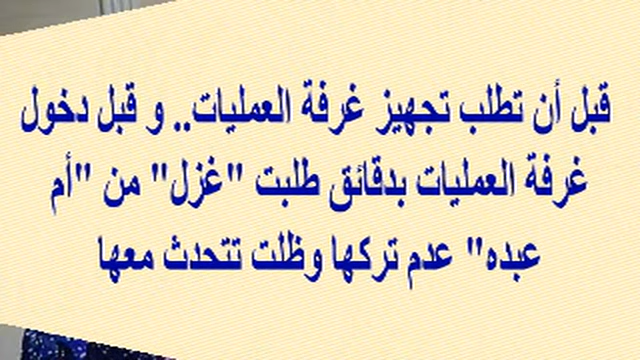 قبل أن تطلب تجهيز غرفة العمليات.. و قبل دخول
غرفة العمليات بدقائق طلبت "غزل" من "أم
عبده" عدم تركها وظلت تتحدث معها